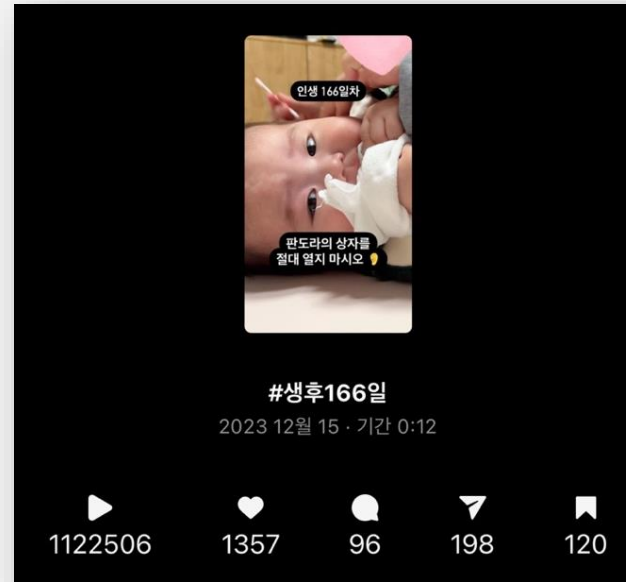 인생 166일차
판도라의 상자를
절대 열지 마시오 👂
#생후166일
2023 12월 15 · 기간 0:12
1122506 1357 96 198 120